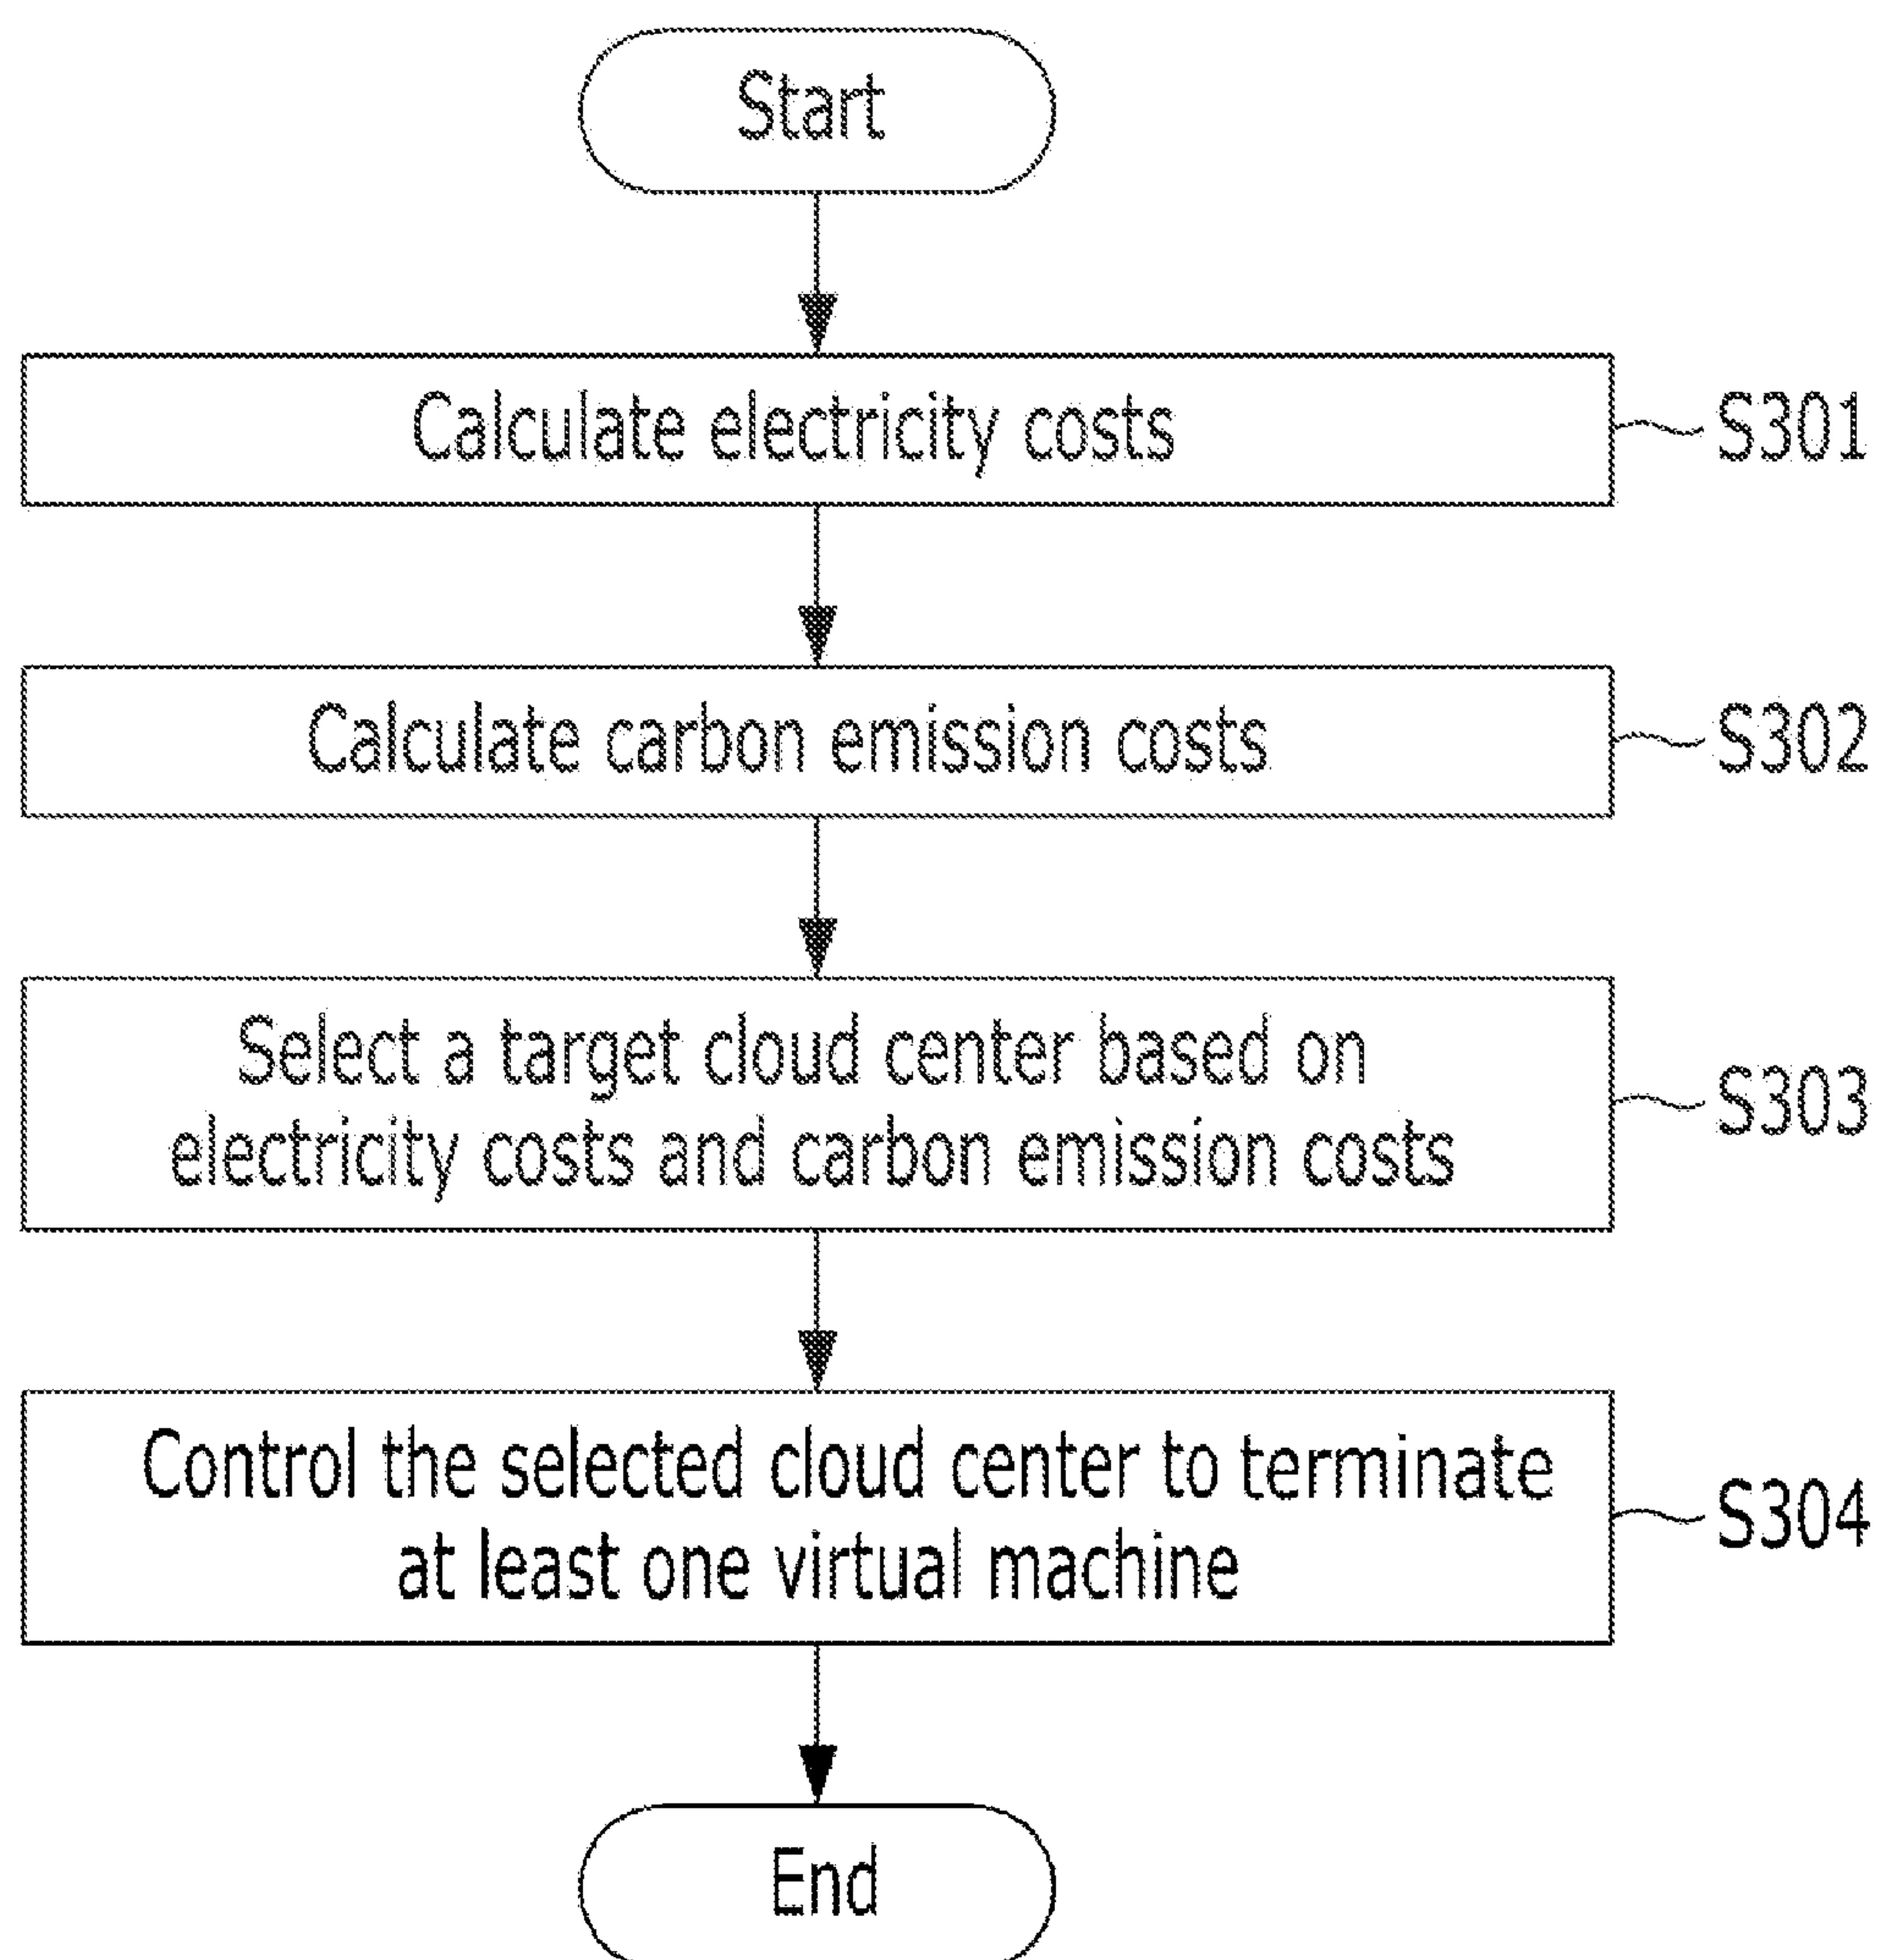 Start
Calculate electricity costs
S301
Calculate carbon emission costs
S302
Select a target cloud center based on
electricity costs and carbon emission costs
S303
Control the selected cloud center to terminate
at least one virtual machine
S304
End